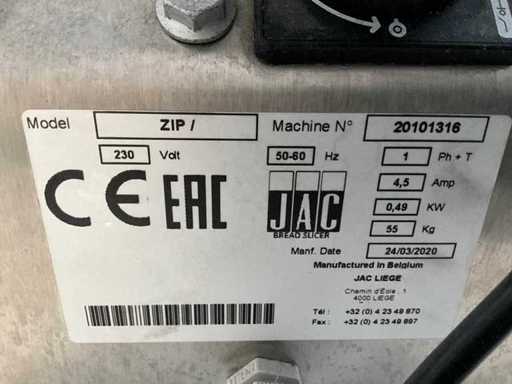 Model ZIP / Machine N° 20101316
230 Volt 50-60 Hz 1 Ph + T
4,5 Amp
0,49 KW
55 Kg
CE EAC JAC
BREAD SLICER
Manf. Date 24/03/2020
Manufactured in Belgium
JAC LIEGE
Chemin d'Éole, 1
4000 LIEGE
Tél : +32 (0) 4 23 49 870
Fax : +32 (0) 4 23 49 897